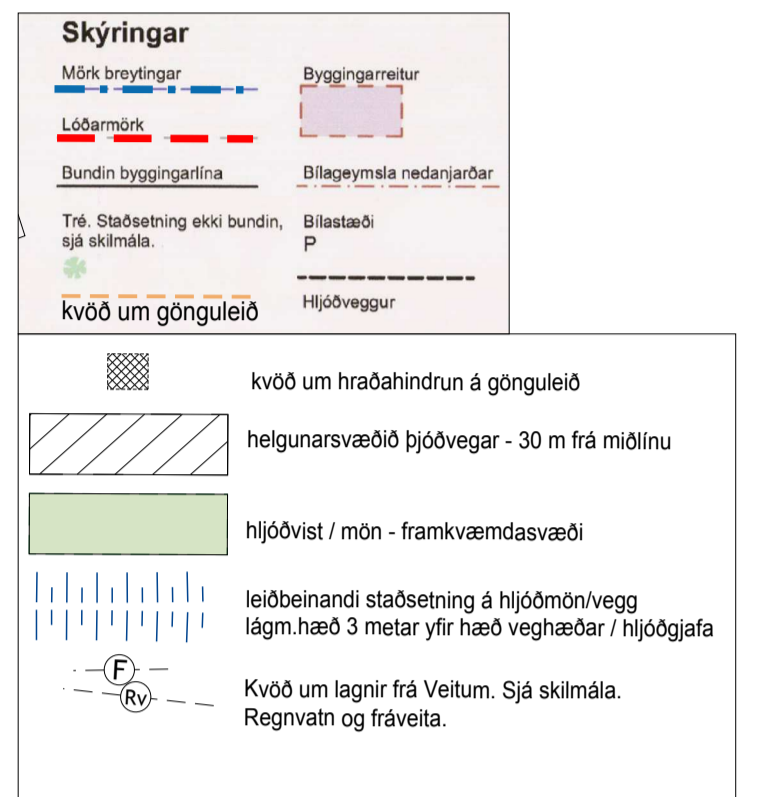 Skýringar
Mörk breytingar
Lóðarmörk
Bundin byggingarlína
Tré. Staðsetning ekki bundin,
sjá skilmála.
kvöð um gönguleið
Byggingarreitur
Bílageymsla nedanjarðar
Bílastæði
P
Hljóðveggur
kvöð um hraðahindrun á gönguleið
helgunarsvæðið þjóðvegar - 30 m frá miðlínu
hljóðvist / mön - framkvæmdasvæði
leiðbeinandi staðsetning á hljóðmön/vegg
lágm.hæð 3 metar yfir hæð veghæðar / hljóðgjafa
F
Rv
Kvöð um lagnir frá Veitum. Sjá skilmála.
Regnvatn og fráveita.